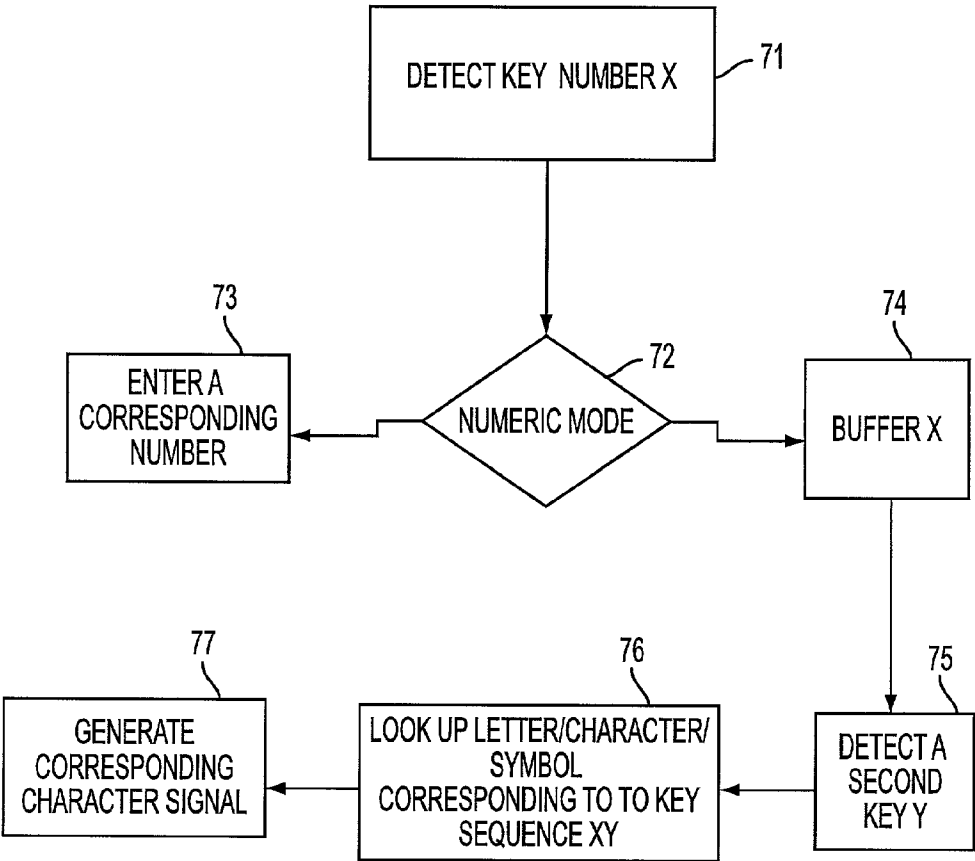 DETECT KEY NUMBER X
71
73
ENTER A
CORRESPONDING
NUMBER
72
NUMERIC MODE
74
BUFFER X
77
GENERATE
CORRESPONDING
CHARACTER SIGNAL
76
LOOK UP LETTER/CHARACTER/
SYMBOL
CORRESPONDING TO TO KEY
SEQUENCE XY
75
DETECT A
SECOND
KEY Y